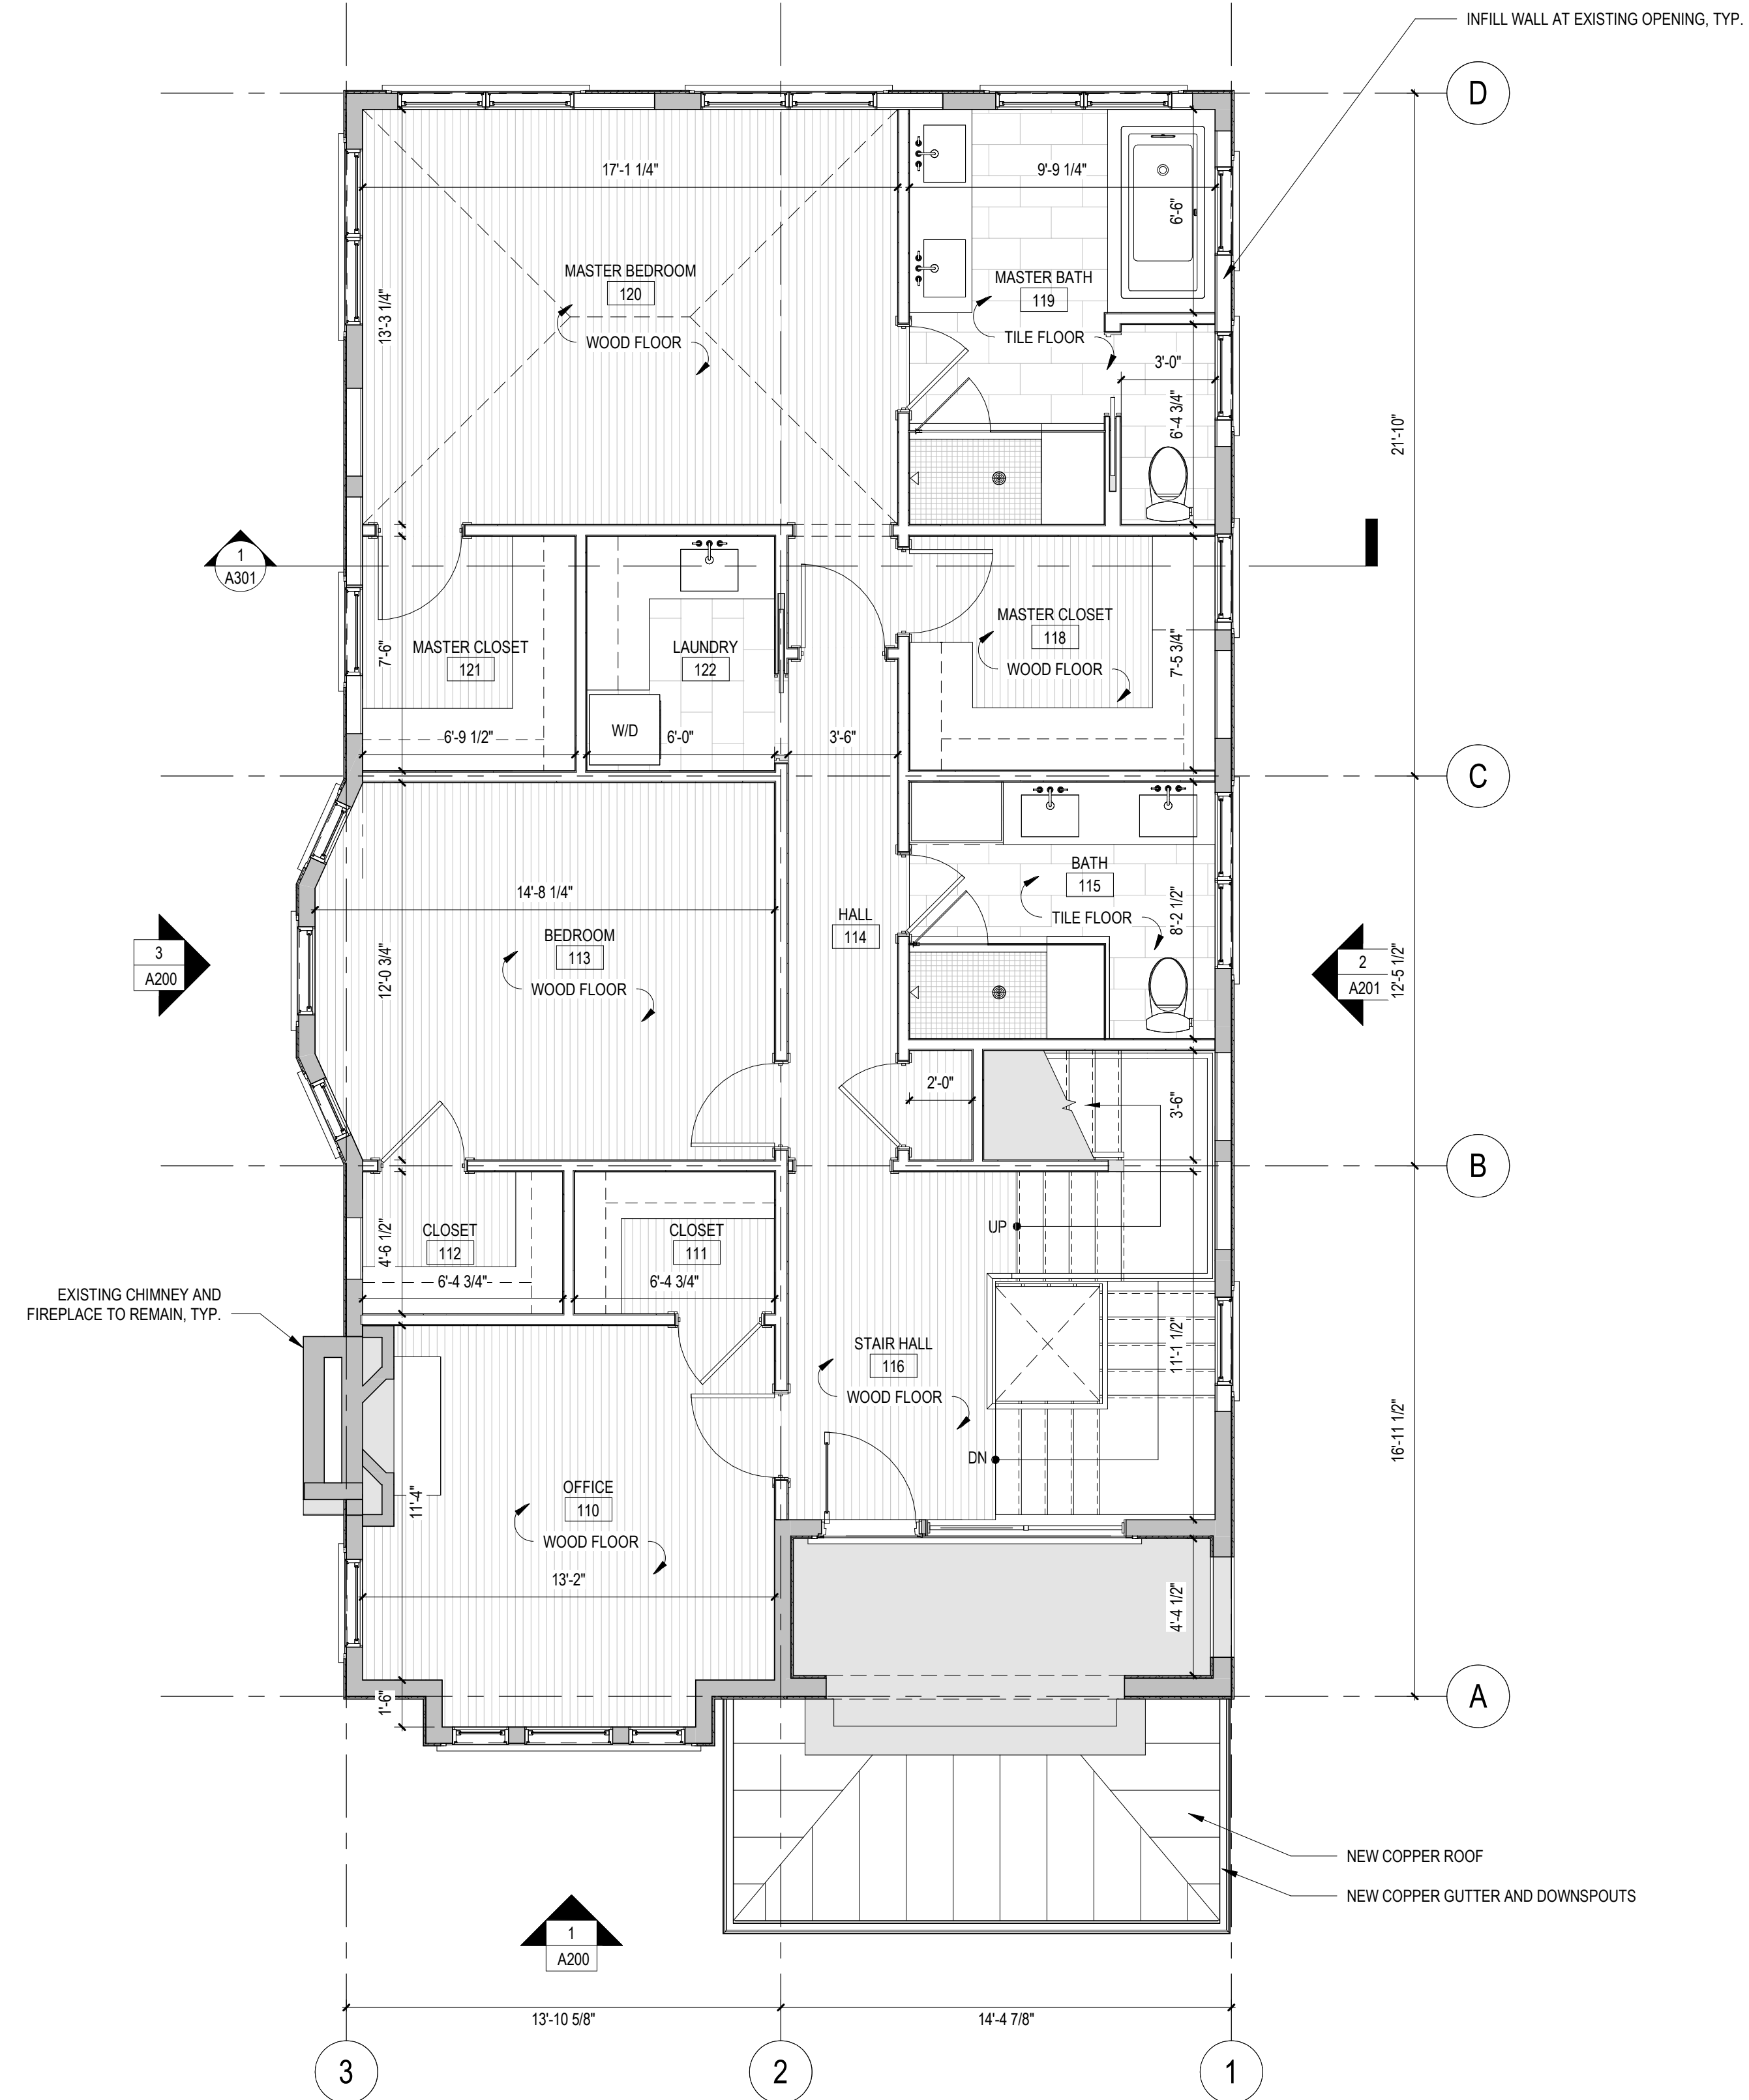 INFILL WALL AT EXISTING OPENING, TYP.
D
17'-1 1/4"
9'-9 1/4"
6'-6"
MASTER BEDROOM
120
WOOD FLOOR
13'-3 1/4"
MASTER BATH
119
TILE FLOOR
3'-0"
6'-4 3/4"
21'-10"
1
A301
MASTER CLOSET
121
7'-6"
6'-9 1/2"
LAUNDRY
122
W/D
6'-0"
3'-6"
MASTER CLOSET
118
WOOD FLOOR
7'-5 3/4"
C
14'-8 1/4"
BEDROOM
113
WOOD FLOOR
12'-0 3/4"
HALL
114
BATH
115
TILE FLOOR
8'-2 1/2"
3
A200
2
A201
12'-5 1/2"
2'-0"
3'-6"
B
UP
CLOSET
112
4'-6 1/2"
6'-4 3/4"
CLOSET
111
6'-4 3/4"
EXISTING CHIMNEY AND
FIREPLACE TO REMAIN, TYP.
STAIR HALL
116
WOOD FLOOR
11'-1 1/2"
DN
16'-11 1/2"
OFFICE
110
WOOD FLOOR
11'-4"
13'-2"
4'-4 1/2"
1'-6"
A
NEW COPPER ROOF
NEW COPPER GUTTER AND DOWNSPOUTS
1
A200
13'-10 5/8"
14'-4 7/8"
3
2
1